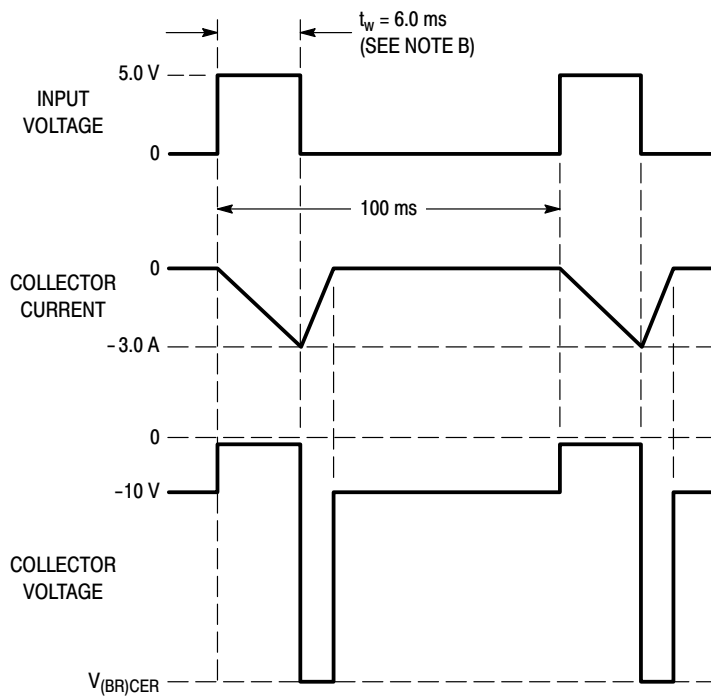 t_w = 6.0 ms
(SEE NOTE B)
5.0 V
INPUT
VOLTAGE
0
100 ms
0
COLLECTOR
CURRENT
–3.0 A
0
–10 V
COLLECTOR
VOLTAGE
V(BR)CER